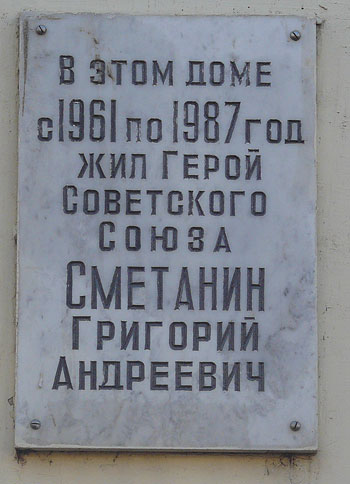 В ЭТОМ ДОМЕ
С 1961 ПО 1987 ГОД
ЖИЛ ГЕРОЙ
СОВЕТСКОГО
СОЮЗА
СМЕТАНИН
ГРИГОРИЙ
АНДРЕЕВИЧ